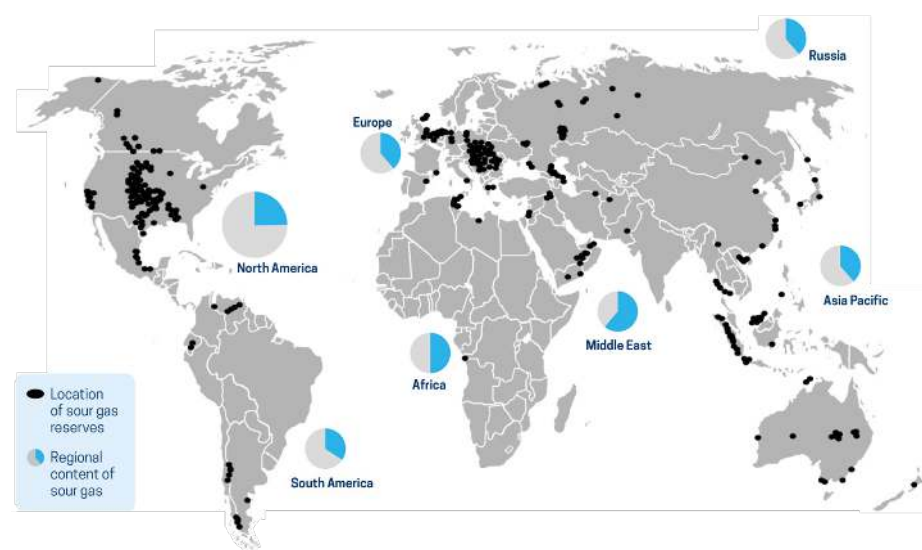 Russia
Europe
North America
Asia Pacific
Middle East
Africa
South America
Location
of sour gas
reserves
Regional
content of
sour gas